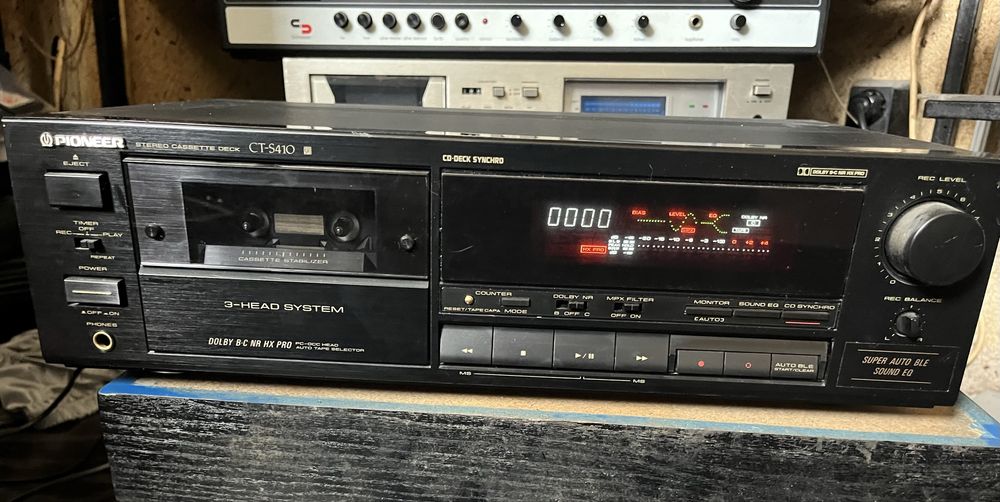 PIONEER
STEREO CASSETTE DECK CT-S410
EJECT
TIMER
OFF
REC PLAY
REPEAT
POWER
OFF ON
PHONES
CASSETTE STABILIZER
3-HEAD SYSTEM
DOLBY B·C NR HX PRO
PC-OCC HEAD
AUTO TAPE SELECTOR
CD·DECK SYNCHRO
DOLBY B·C NR HX PRO
0000
BIAS LEVEL EQ DOLBY NR
HX PRO
COUNTER
RESET/TAPE CAPA MODE
DOLBY NR
B OFF C
MPX FILTER
OFF ON
MONITOR SOUND EQ CD SYNCHRO
MS MS
AUTO BLE
START/CLEAR
REC LEVEL
REC BALANCE
SUPER AUTO BLE
SOUND EQ